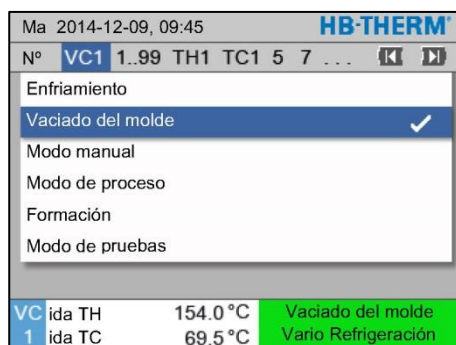 Ma 2014-12-09, 09:45 HB-THERM®
Nº VC1 1..99 TH1 TC1 5 7 ...
Enfriamiento
Vaciado del molde
Modo manual
Modo de proceso
Formación
Modo de pruebas
VC ida TH 154.0 °C Vaciado del molde
1 ida TC 69.5 °C Vario Refrigeración